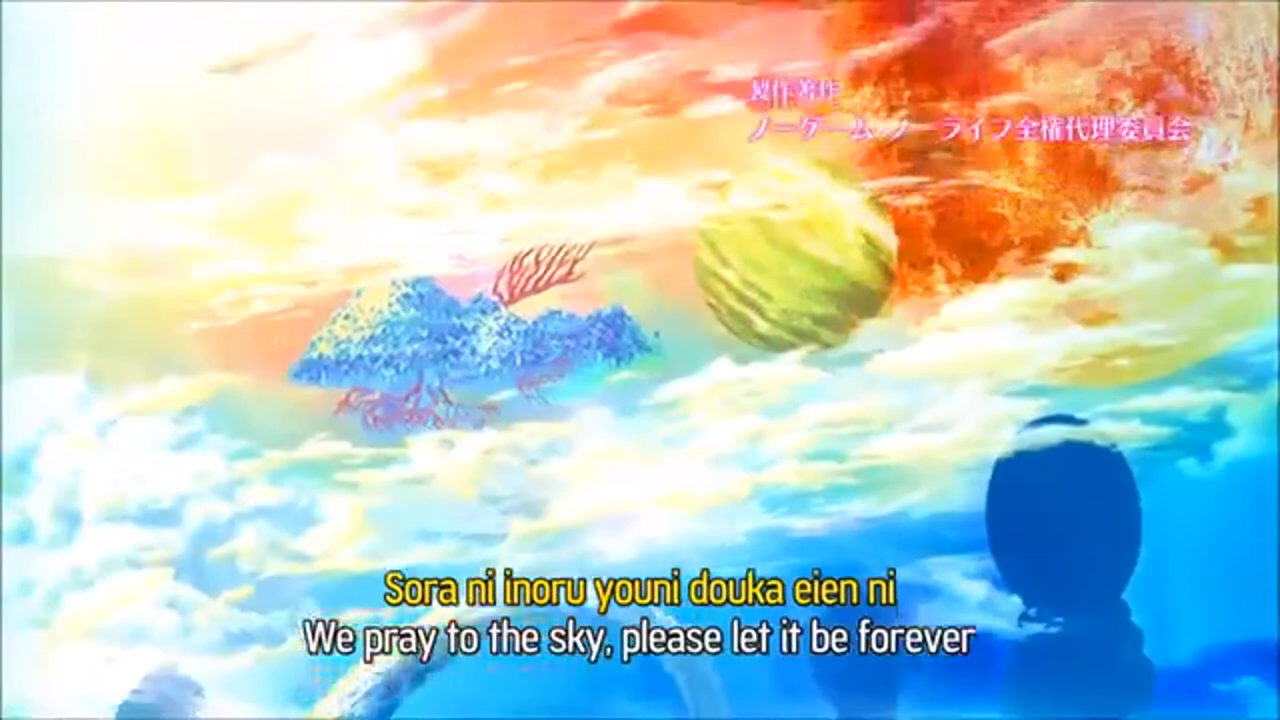 製作著作
ノーゲーム・ノーライフ全権代理委員会
Sora ni inoru youni douka eien ni
We pray to the sky, please let it be forever